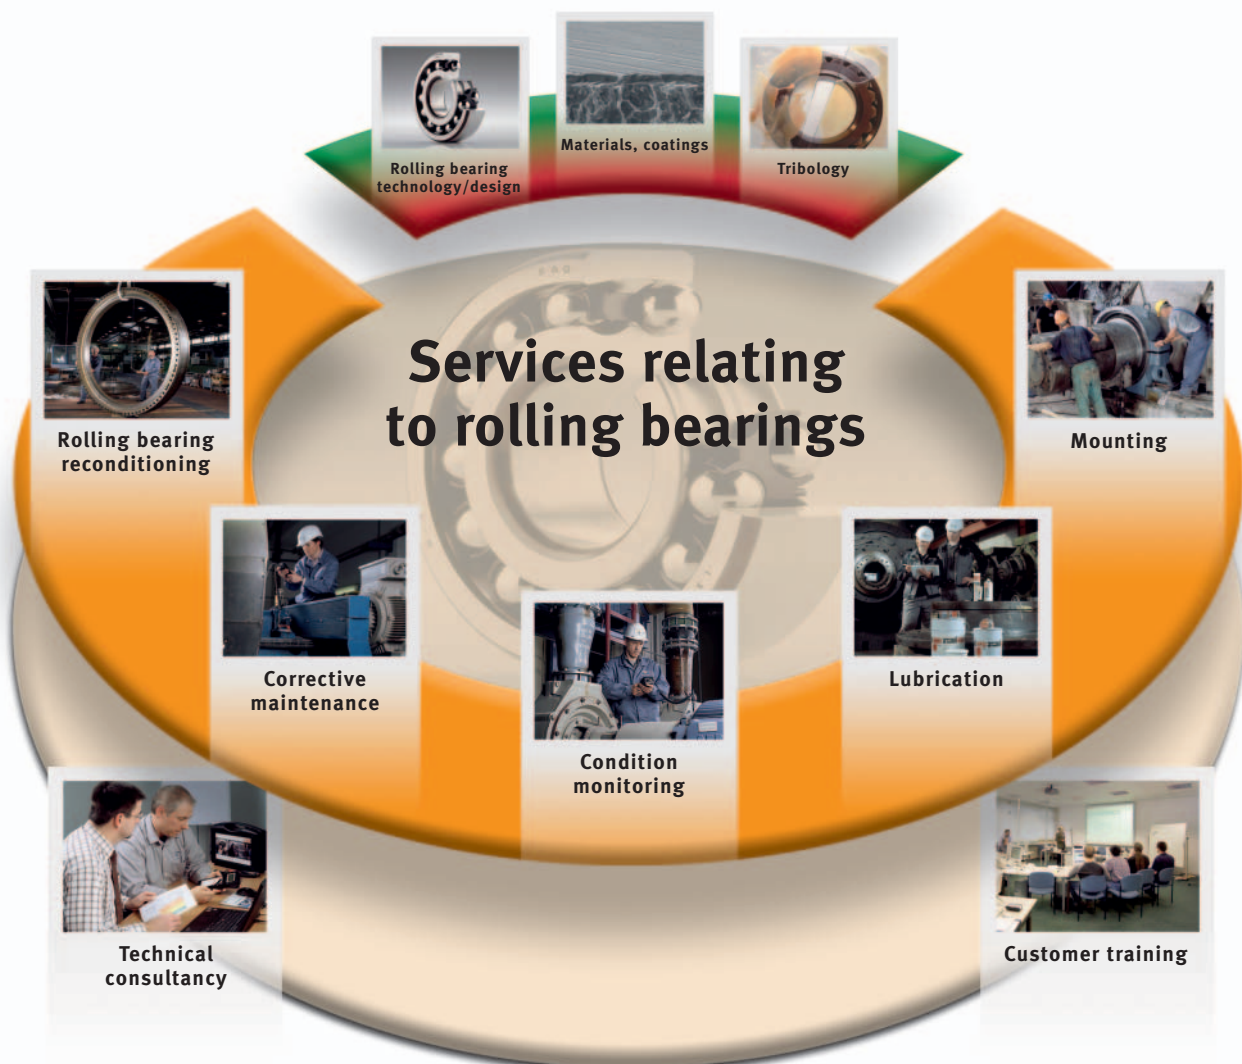 Materials, coatings
Rolling bearing
technology/design
Tribology
Services relating
to rolling bearings
Rolling bearing
reconditioning
Mounting
Corrective
maintenance
Lubrication
Condition
monitoring
Technical
consultancy
Customer training